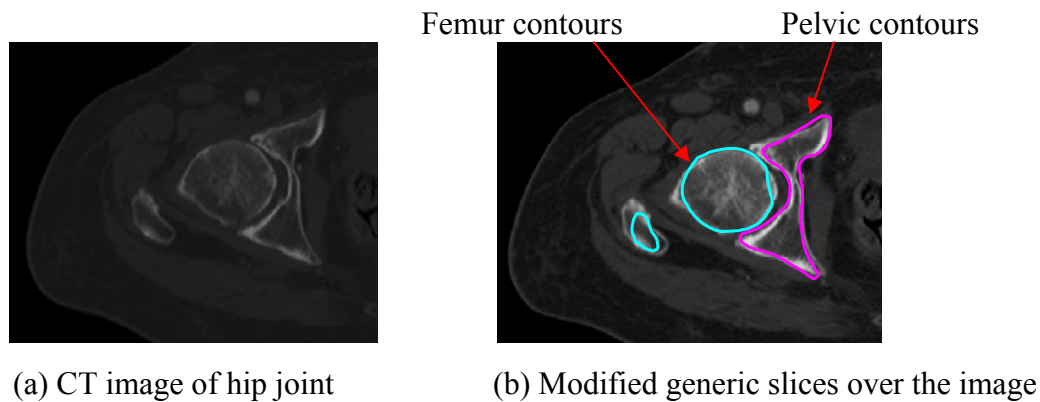 Femur contours
Pelvic contours
(a) CT image of hip joint
(b) Modified generic slices over the image